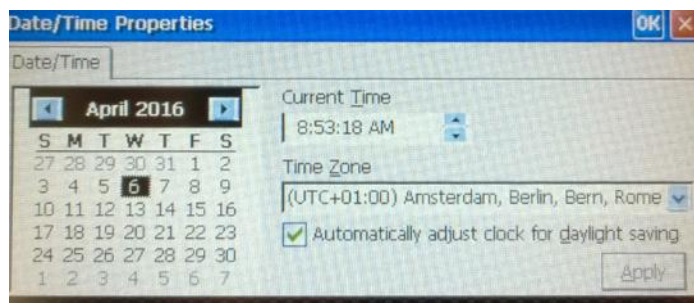 Date/Time Properties OK ×
Date/Time
April 2016
S M T W T F S
27 28 29 30 31 1 2
3 4 5 6 7 8 9
10 11 12 13 14 15 16
17 18 19 20 21 22 23
24 25 26 27 28 29 30
1 2 3 4 5 6 7
Current Time
8:53:18 AM
Time Zone
(UTC+01:00) Amsterdam, Berlin, Bern, Rome
Automatically adjust clock for daylight saving
Apply